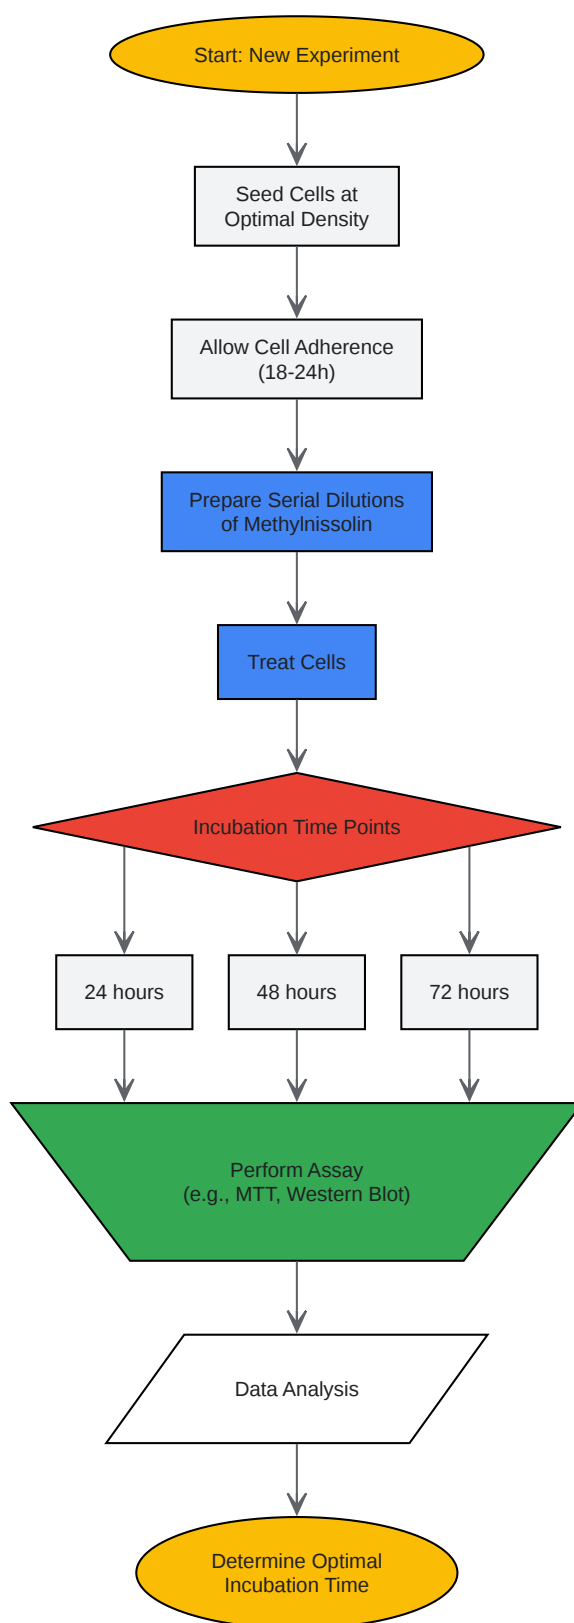 Start: New Experiment
Seed Cells at
Optimal Density
Allow Cell Adherence
(18-24h)
Prepare Serial Dilutions
of Methylnissolin
Treat Cells
Incubation Time Points
24 hours
48 hours
72 hours
Perform Assay
(e.g., MTT, Western Blot)
Data Analysis
Determine Optimal
Incubation Time